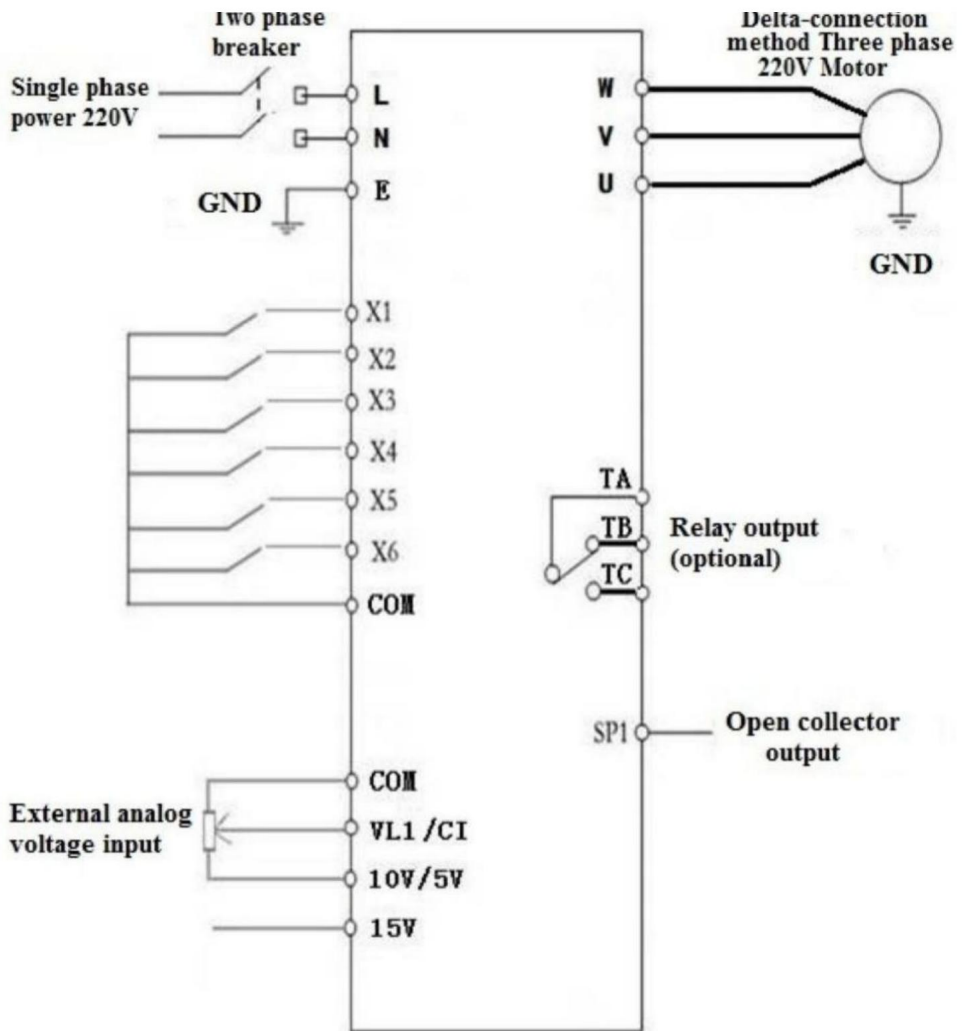 Two phase
breaker
Single phase
power 220V
L
N
E
GND
Delta-connection
method Three phase
220V Motor
W
V
U
GND
X1
X2
X3
X4
X5
X6
COM
TA
TB
TC
Relay output
(optional)
SP1
Open collector
output
External analog
voltage input
COM
VL1 /CI
10V/5V
15V